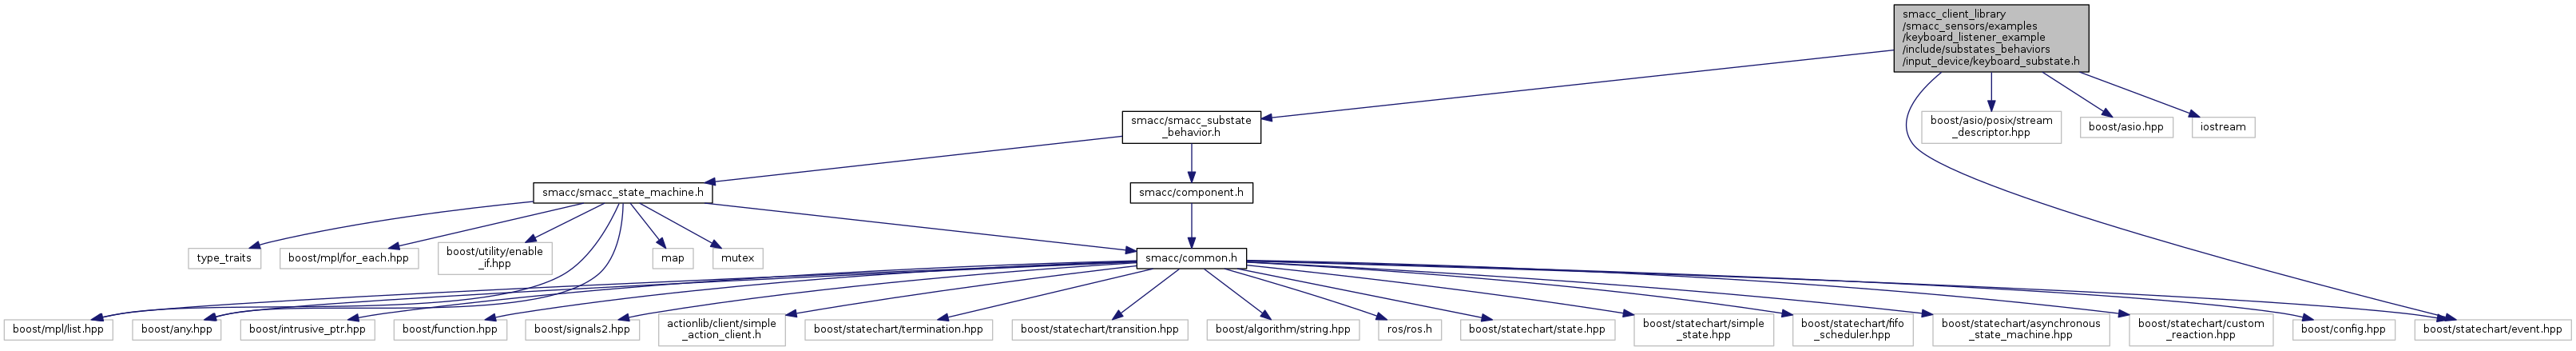 smacc_client_library
/smacc_sensors/examples
/keyboard_listener_example
/include/substates_behaviors
/input_device/keyboard_substate.h
smacc/smacc_substate
_behavior.h
boost/asio/posix/stream
_descriptor.hpp
boost/asio.hpp
iostream
smacc/smacc_state_machine.h
smacc/component.h
type_traits
boost/mpl/for_each.hpp
boost/utility/enable
_if.hpp
map
mutex
smacc/common.h
boost/mpl/list.hpp
boost/any.hpp
boost/intrusive_ptr.hpp
boost/function.hpp
boost/signals2.hpp
actionlib/client/simple
_action_client.h
boost/statechart/termination.hpp
boost/statechart/transition.hpp
boost/algorithm/string.hpp
ros/ros.h
boost/statechart/state.hpp
boost/statechart/simple
_state.hpp
boost/statechart/fifo
_scheduler.hpp
boost/statechart/asynchronous
_state_machine.hpp
boost/statechart/custom
_reaction.hpp
boost/config.hpp
boost/statechart/event.hpp